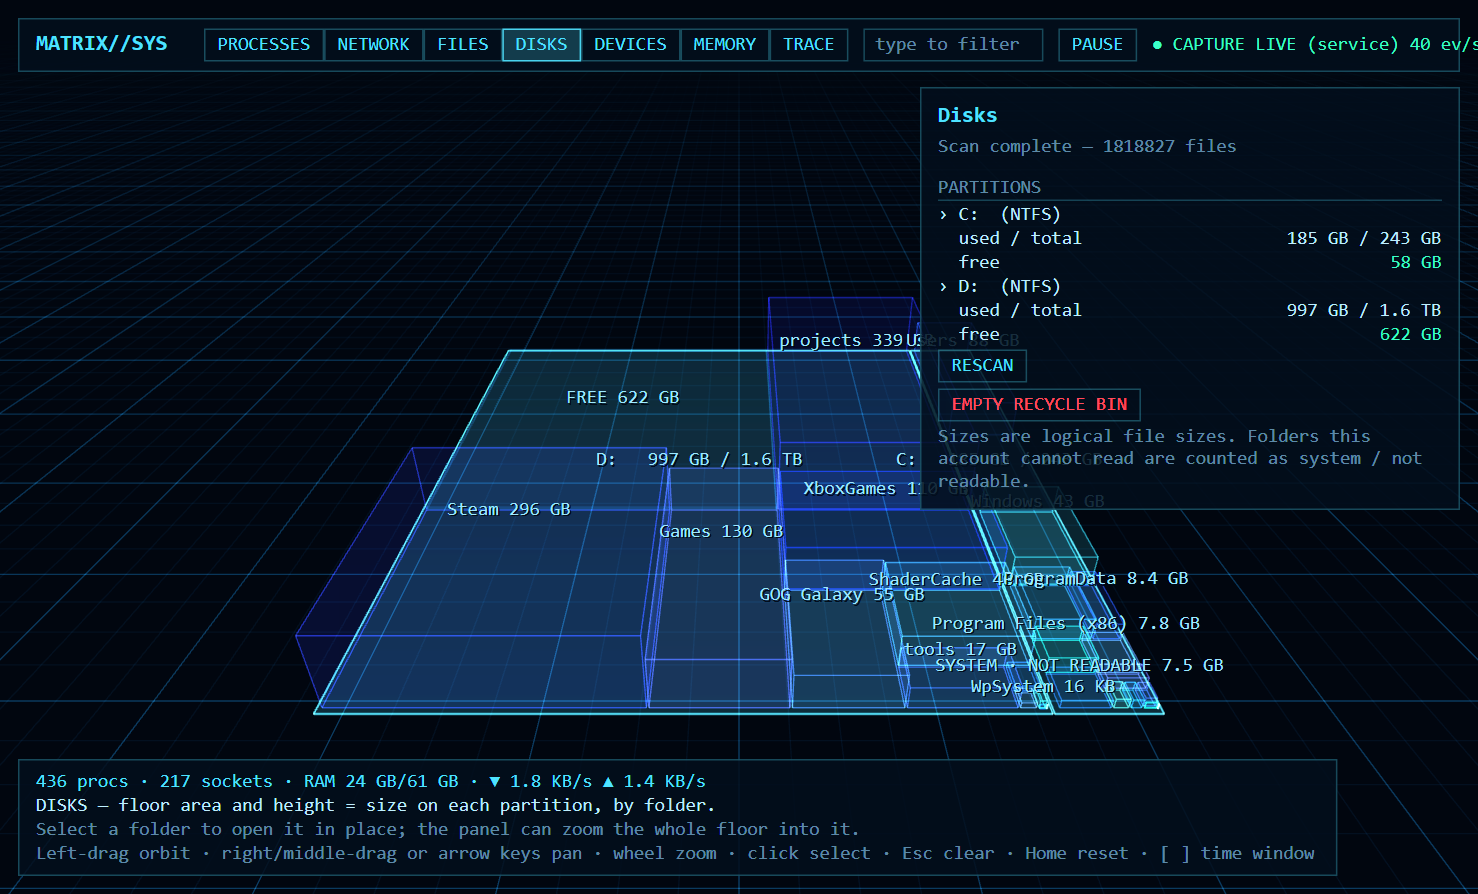 MATRIX//SYS PROCESSES NETWORK FILES DISKS DEVICES MEMORY TRACE type to filter PAUSE ● CAPTURE LIVE (service) 40 ev/s
Disks
Scan complete — 1818827 files
PARTITIONS
› C: (NTFS)
used / total 185 GB / 243 GB
free 58 GB
› D: (NTFS)
used / total 997 GB / 1.6 TB
free 622 GB
RESCAN
EMPTY RECYCLE BIN
Sizes are logical file sizes. Folders this
account cannot read are counted as system / not
readable.
projects 339
FREE 622 GB
D: 997 GB / 1.6 TB
C:
XboxGames 110 GB
Windows 43 GB
Steam 296 GB
Games 130 GB
ShaderCache
ProgramData 8.4 GB
GOG Galaxy 55 GB
Program Files (x86) 7.8 GB
tools 17 GB
SYSTEM · NOT READABLE 7.5 GB
WpSystem 16 KB
436 procs · 217 sockets · RAM 24 GB/61 GB · ▼ 1.8 KB/s ▲ 1.4 KB/s
DISKS — floor area and height = size on each partition, by folder.
Select a folder to open it in place; the panel can zoom the whole floor into it.
Left-drag orbit · right/middle-drag or arrow keys pan · wheel zoom · click select · Esc clear · Home reset · [ ] time window